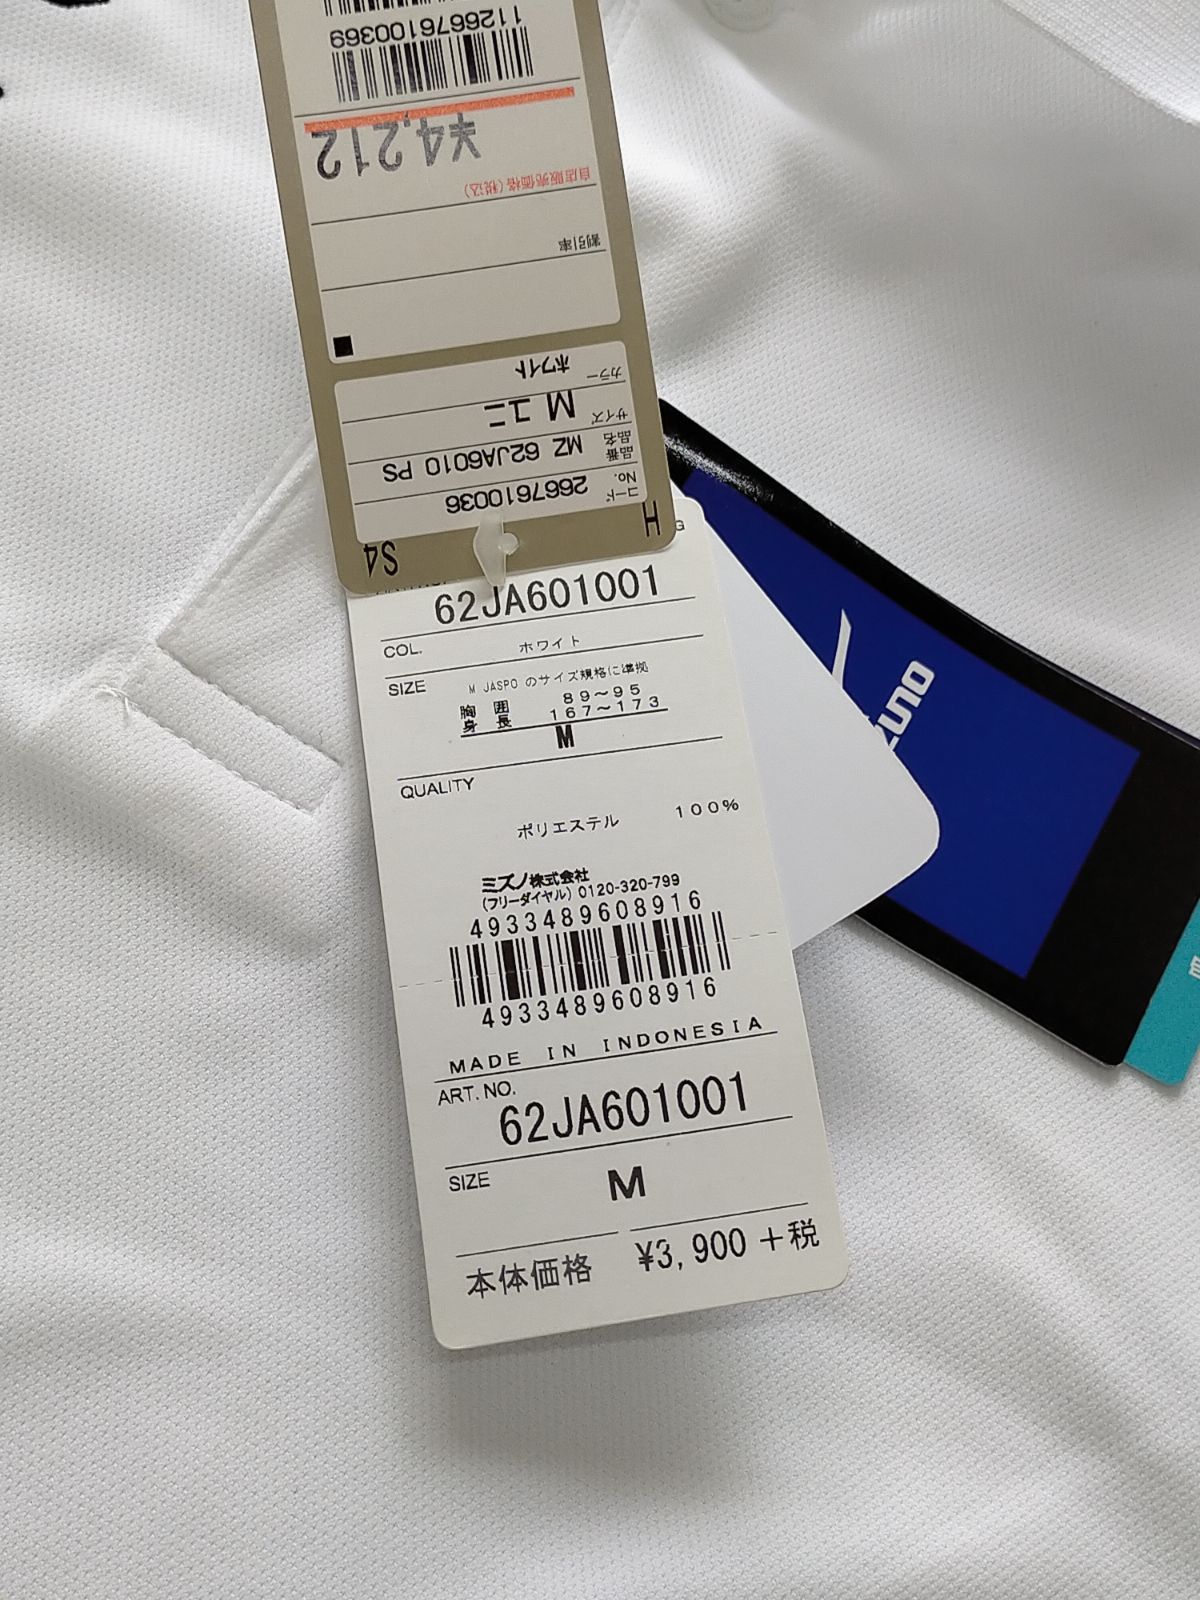 1126676100369
¥4,212
自店販売価格(税込)
割引率
カラー ホワイト
サイズ M ユニ
品番 品名 MZ 62JA6010 PS
コードNo. 2667610036
H S4
G
62JA601001
COL. ホワイト
SIZE M JASPO のサイズ規格に準拠
胸囲 89~95
身長 167~173
M
QUALITY
ポリエステル 100%
ミズノ株式会社
(フリーダイヤル) 0120-320-799
4933489608916
4933489608916
MADE IN INDONESIA
ART.NO.
62JA601001
SIZE M
本体価格 ¥3,900+税